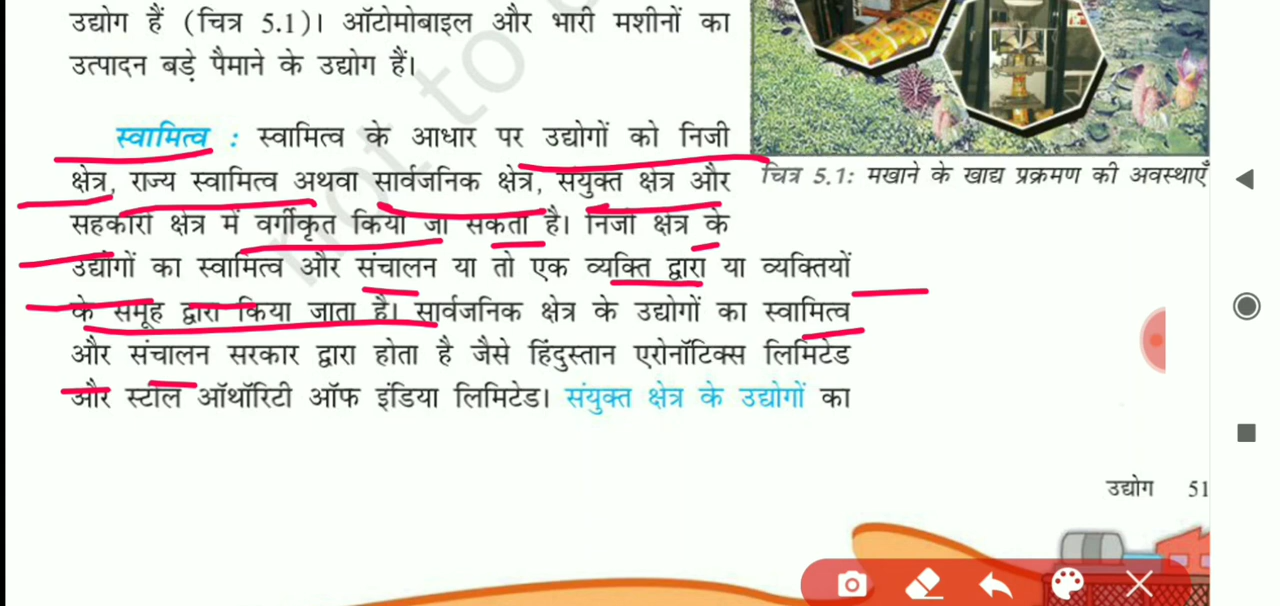 उद्योग हैं (चित्र 5.1)। ऑटोमोबाइल और भारी मशीनों का
उत्पादन बड़े पैमाने के उद्योग हैं।
स्वामित्व : स्वामित्व के आधार पर उद्योगों को निजी
क्षेत्र, राज्य स्वामित्व अथवा सार्वजनिक क्षेत्र, संयुक्त क्षेत्र और
सहकारी क्षेत्र में वर्गीकृत किया जा सकता है। निजी क्षेत्र के
उद्योगों का स्वामित्व और संचालन या तो एक व्यक्ति द्वारा या व्यक्तियों
के समूह द्वारा किया जाता है। सार्वजनिक क्षेत्र के उद्योगों का स्वामित्व
और संचालन सरकार द्वारा होता है जैसे हिंदुस्तान एरोनॉटिक्स लिमिटेड
और स्टील ऑथॉरिटी ऑफ इंडिया लिमिटेड। संयुक्त क्षेत्र के उद्योगों का
चित्र 5.1: मखाने के खाद्य प्रक्रमण की अवस्थाएँ
उद्योग 51
not to